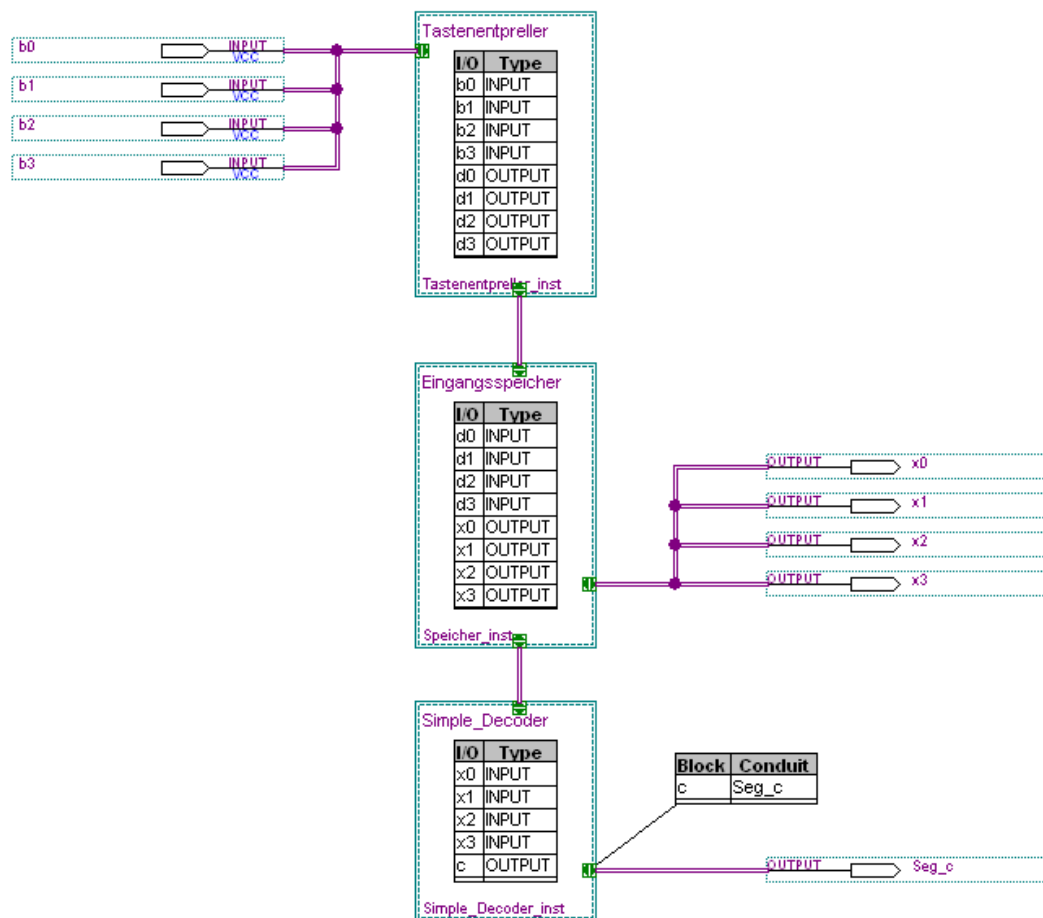 Tastenentpreller
b0 INPUT VCC
b1 INPUT VCC
b2 INPUT VCC
b3 INPUT VCC
I/O Type
b0 INPUT
b1 INPUT
b2 INPUT
b3 INPUT
d0 OUTPUT
d1 OUTPUT
d2 OUTPUT
d3 OUTPUT
Tastenentpreller_inst
Eingangsspeicher
I/O Type
d0 INPUT
d1 INPUT
d2 INPUT
d3 INPUT
x0 OUTPUT
x1 OUTPUT
x2 OUTPUT
x3 OUTPUT
Speicher_inst
OUTPUT x0
OUTPUT x1
OUTPUT x2
OUTPUT x3
Simple_Decoder
I/O Type
x0 INPUT
x1 INPUT
x2 INPUT
x3 INPUT
c OUTPUT
Simple_Decoder_inst
Block Conduit
c Seg_c
OUTPUT Seg_c